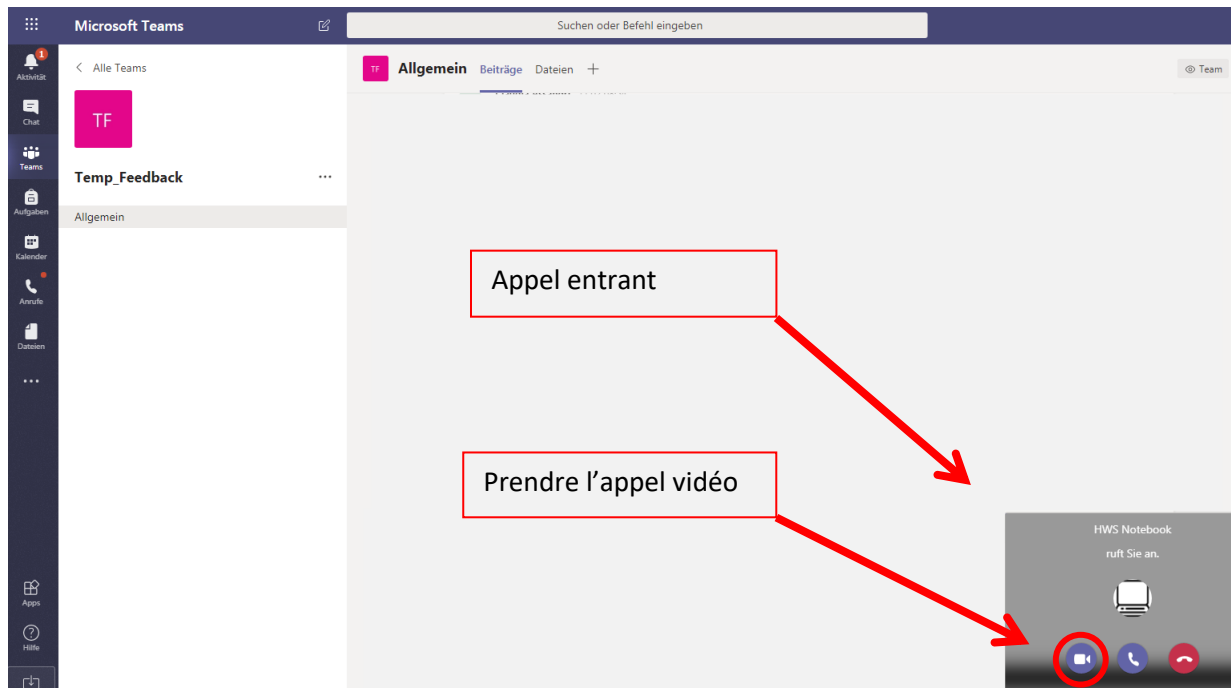 Microsoft Teams
Suchen oder Befehl eingeben
1
Aktivität
Chat
Teams
Aufgaben
Kalender
Anrufe
Dateien
Apps
Hilfe
Alle Teams
TF
Temp_Feedback
Allgemein
TF Allgemein Beiträge Dateien
Team
Appel entrant
Prendre l’appel vidéo
HWS Notebook
ruft Sie an.